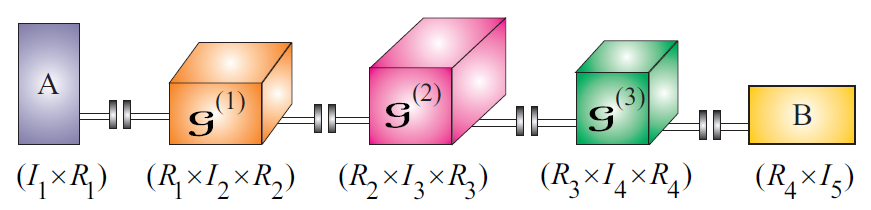 A 𝓖⁽¹⁾ 𝓖⁽²⁾ 𝓖⁽³⁾ B
(I₁×R₁) (R₁×I₂×R₂) (R₂×I₃×R₃) (R₃×I₄×R₄) (R₄×I₅)